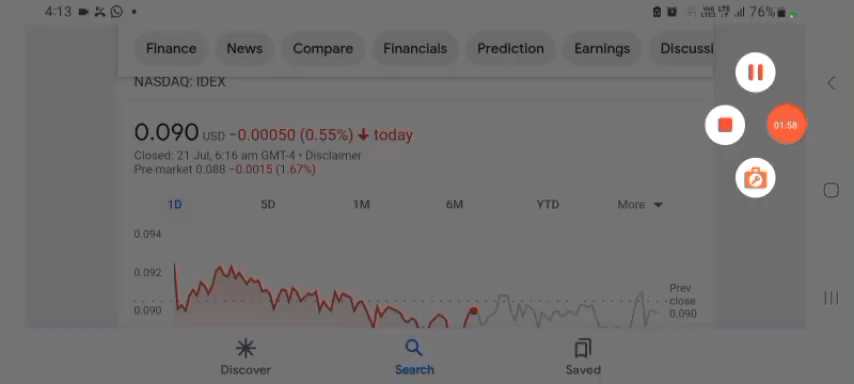 4:13 VoD LTE 76%
Finance News Compare Financials Prediction Earnings Discussi
NASDAQ: IDEX
0.090 USD −0.00050 (0.55%) today
Closed: 21 Jul, 6:16 am GMT-4 • Disclaimer
Pre-market 0.088 −0.0015 (1.67%)
1D 5D 1M 6M YTD More
0.094
0.092
0.090
Prev
close
0.090
01:58
Discover Search Saved